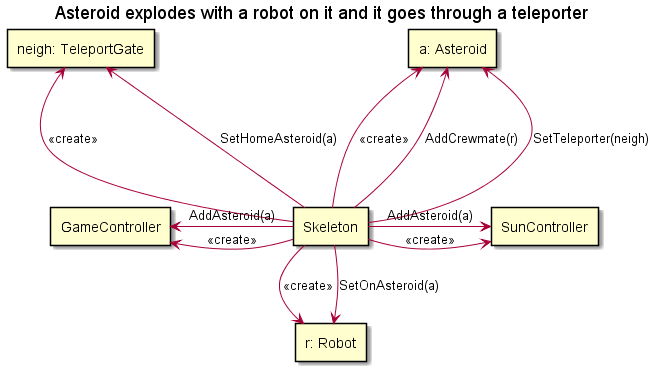 Asteroid explodes with a robot on it and it goes through a teleporter
neigh: TeleportGate
a: Asteroid
«create»
SetHomeAsteroid(a)
«create»
AddCrewmate(r)
SetTeleporter(neigh)
GameController
AddAsteroid(a)
«create»
Skeleton
AddAsteroid(a)
«create»
SunController
«create»
SetOnAsteroid(a)
r: Robot